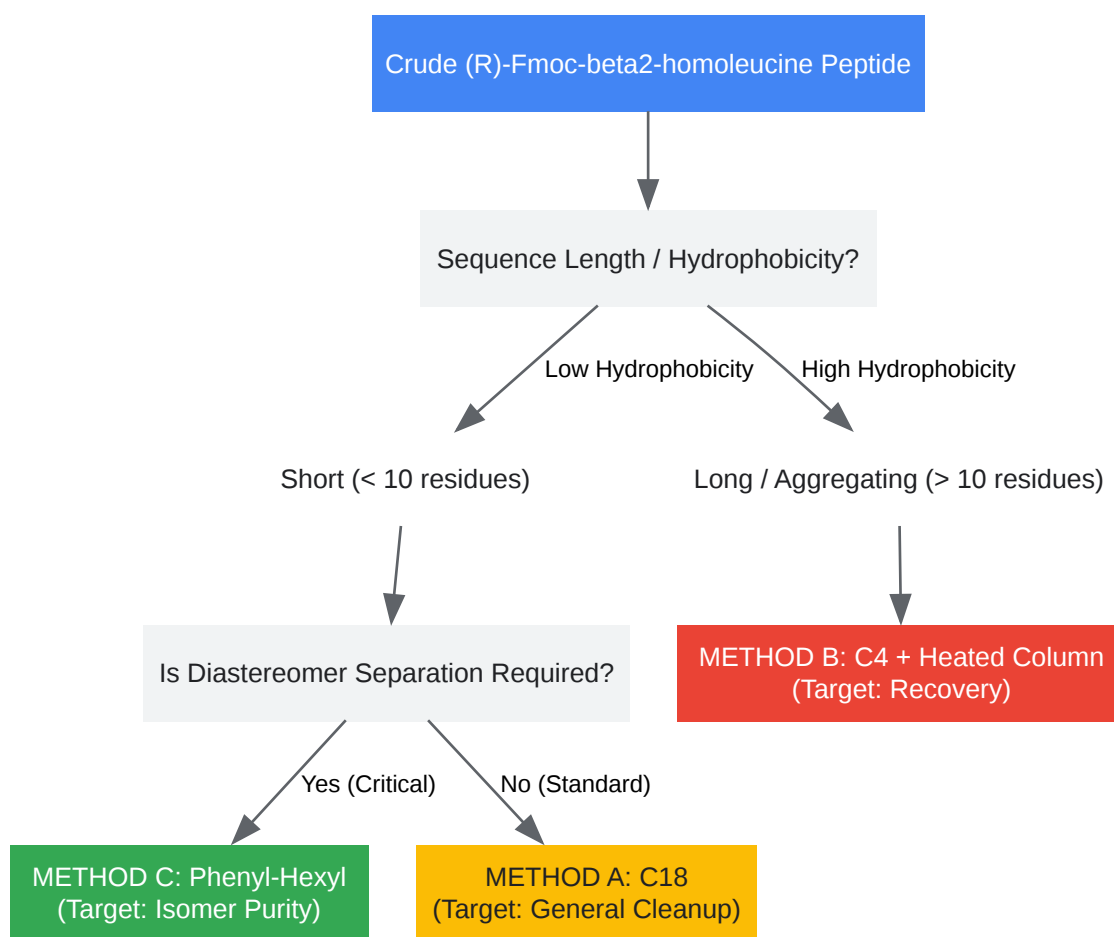 Crude (R)-Fmoc-beta2-homoleucine Peptide
Sequence Length / Hydrophobicity?
Low Hydrophobicity
High Hydrophobicity
Short (< 10 residues)
Long / Aggregating (> 10 residues)
Is Diastereomer Separation Required?
METHOD B: C4 + Heated Column
(Target: Recovery)
Yes (Critical)
No (Standard)
METHOD C: Phenyl-Hexyl
(Target: Isomer Purity)
METHOD A: C18
(Target: General Cleanup)